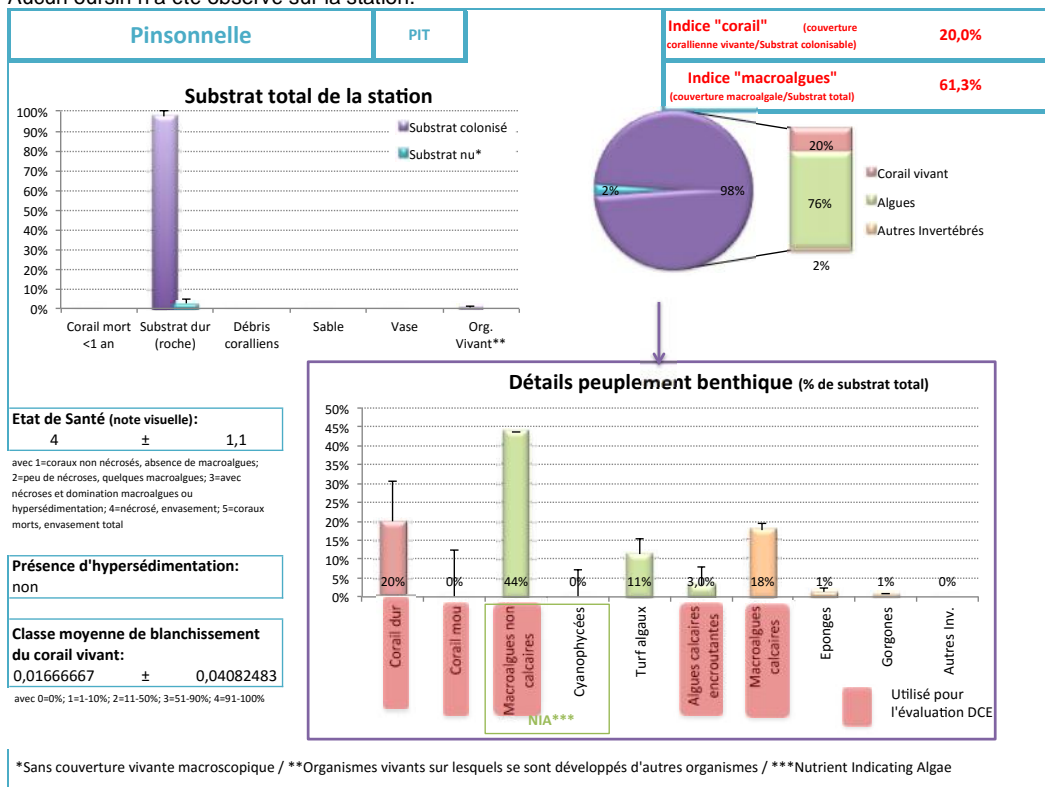 Aucun oursin n'a été observé sur la station.
Pinsonnelle
PIT
Indice "corail" (couverture
corallienne vivante/Substrat colonisable)
20,0%
Indice "macroalgues"
(couverture macroalgale/Substrat total)
61,3%
Substrat total de la station
100%
90%
80%
70%
60%
50%
40%
30%
20%
10%
0%
Substrat colonisé
Substrat nu*
Corail mort
<1 an
Substrat dur
(roche)
Débris
coralliens
Sable
Vase
Org.
Vivant**
2%
98%
20%
76%
2%
Corail vivant
Algues
Autres Invertébrés
Etat de Santé (note visuelle):
4 ± 1,1
avec 1=coraux non nécrosés, absence de macroalgues;
2=peu de nécroses, quelques macroalgues; 3=avec
nécroses et domination macroalgues ou
hypersédimentation; 4=nécrosé, envasement; 5=coraux
morts, envasement total
Présence d'hypersédimentation:
non
Classe moyenne de blanchissement
du corail vivant:
0,01666667 ± 0,04082483
avec 0=0%; 1=1-10%; 2=11-50%; 3=51-90%; 4=91-100%
Détails peuplement benthique (% de substrat total)
50%
45%
40%
35%
30%
25%
20%
15%
10%
5%
0%
20%
0%
44%
0%
11%
3,0%
18%
1%
1%
0%
Corail dur
Corail mou
Macroalgues non
calcaires
Cyanophycées
Turf algaux
Algues calcaires
encroutantes
Macroalgues
calcaires
Eponges
Gorgones
Autres Inv.
NIA***
Utilisé pour
l'évaluation DCE
*Sans couverture vivante macroscopique / **Organismes vivants sur lesquels se sont développés d'autres organismes / ***Nutrient Indicating Algae